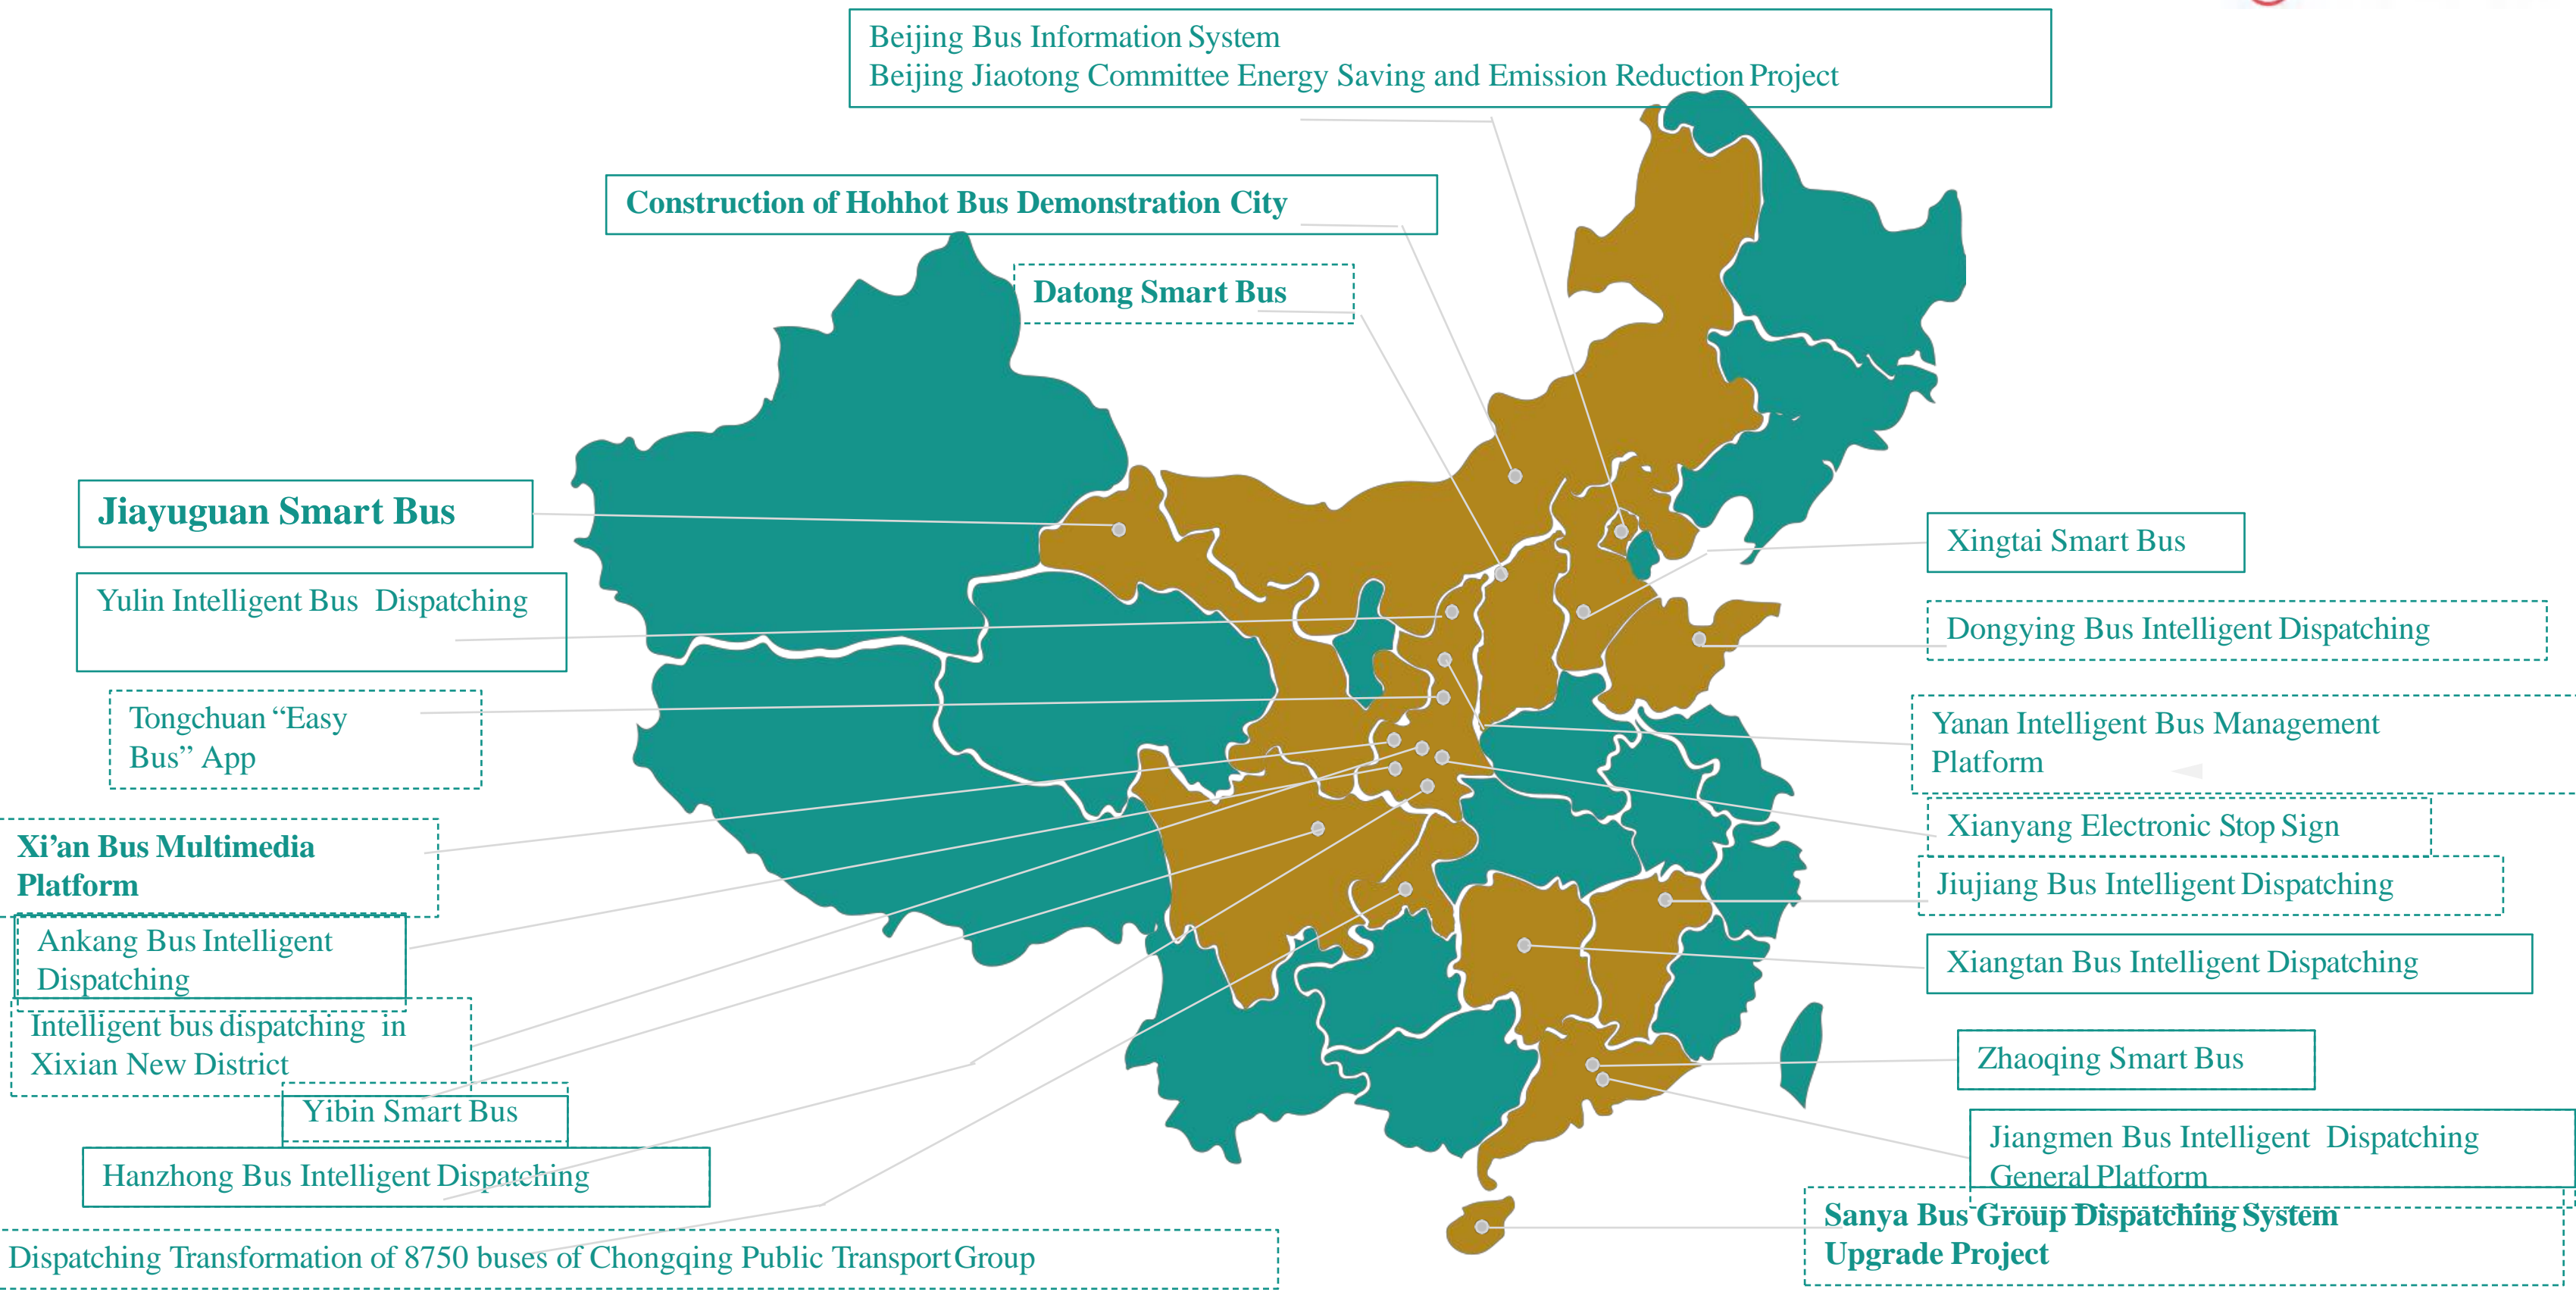 Beijing Bus Information System
Beijing Jiaotong Committee Energy Saving and Emission Reduction Project
Construction of Hohhot Bus Demonstration City
Datong Smart Bus
Jiayuguan Smart Bus
Yulin Intelligent Bus Dispatching
Tongchuan “Easy
Bus” App
Xi’an Bus Multimedia
Platform
Ankang Bus Intelligent
Dispatching
Intelligent bus dispatching in
Xixian New District
Yibin Smart Bus
Hanzhong Bus Intelligent Dispatching
Dispatching Transformation of 8750 buses of Chongqing Public Transport Group
Xingtai Smart Bus
Dongying Bus Intelligent Dispatching
Yanan Intelligent Bus Management
Platform
Xianyang Electronic Stop Sign
Jiujiang Bus Intelligent Dispatching
Xiangtan Bus Intelligent Dispatching
Zhaoqing Smart Bus
Jiangmen Bus Intelligent Dispatching
General Platform
Sanya Bus Group Dispatching System
Upgrade Project